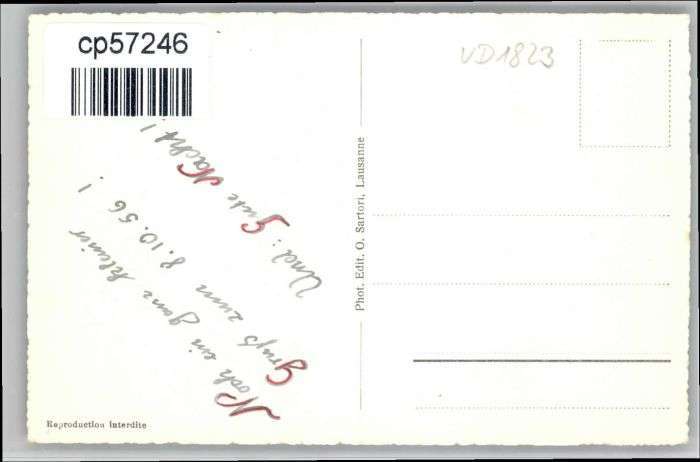 cp57246
VD1823
Noch ein ganz kleiner
Gruß zum 8.10.56!
Und: Gute Nacht!
Phot. Edit. O. Sartori, Lausanne
Reproduction interdite